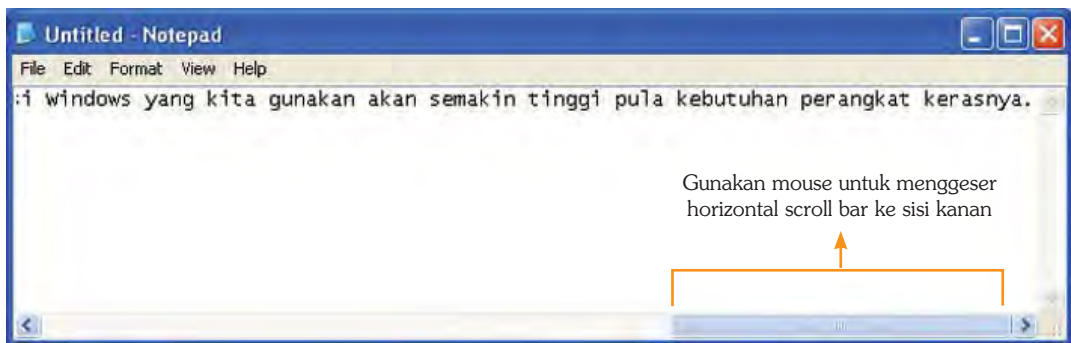 Untitled - Notepad
File Edit Format View Help
:i windows yang kita gunakan akan semakin tinggi pula kebutuhan perangkat kerasnya.
Gunakan mouse untuk menggeser
horizontal scroll bar ke sisi kanan